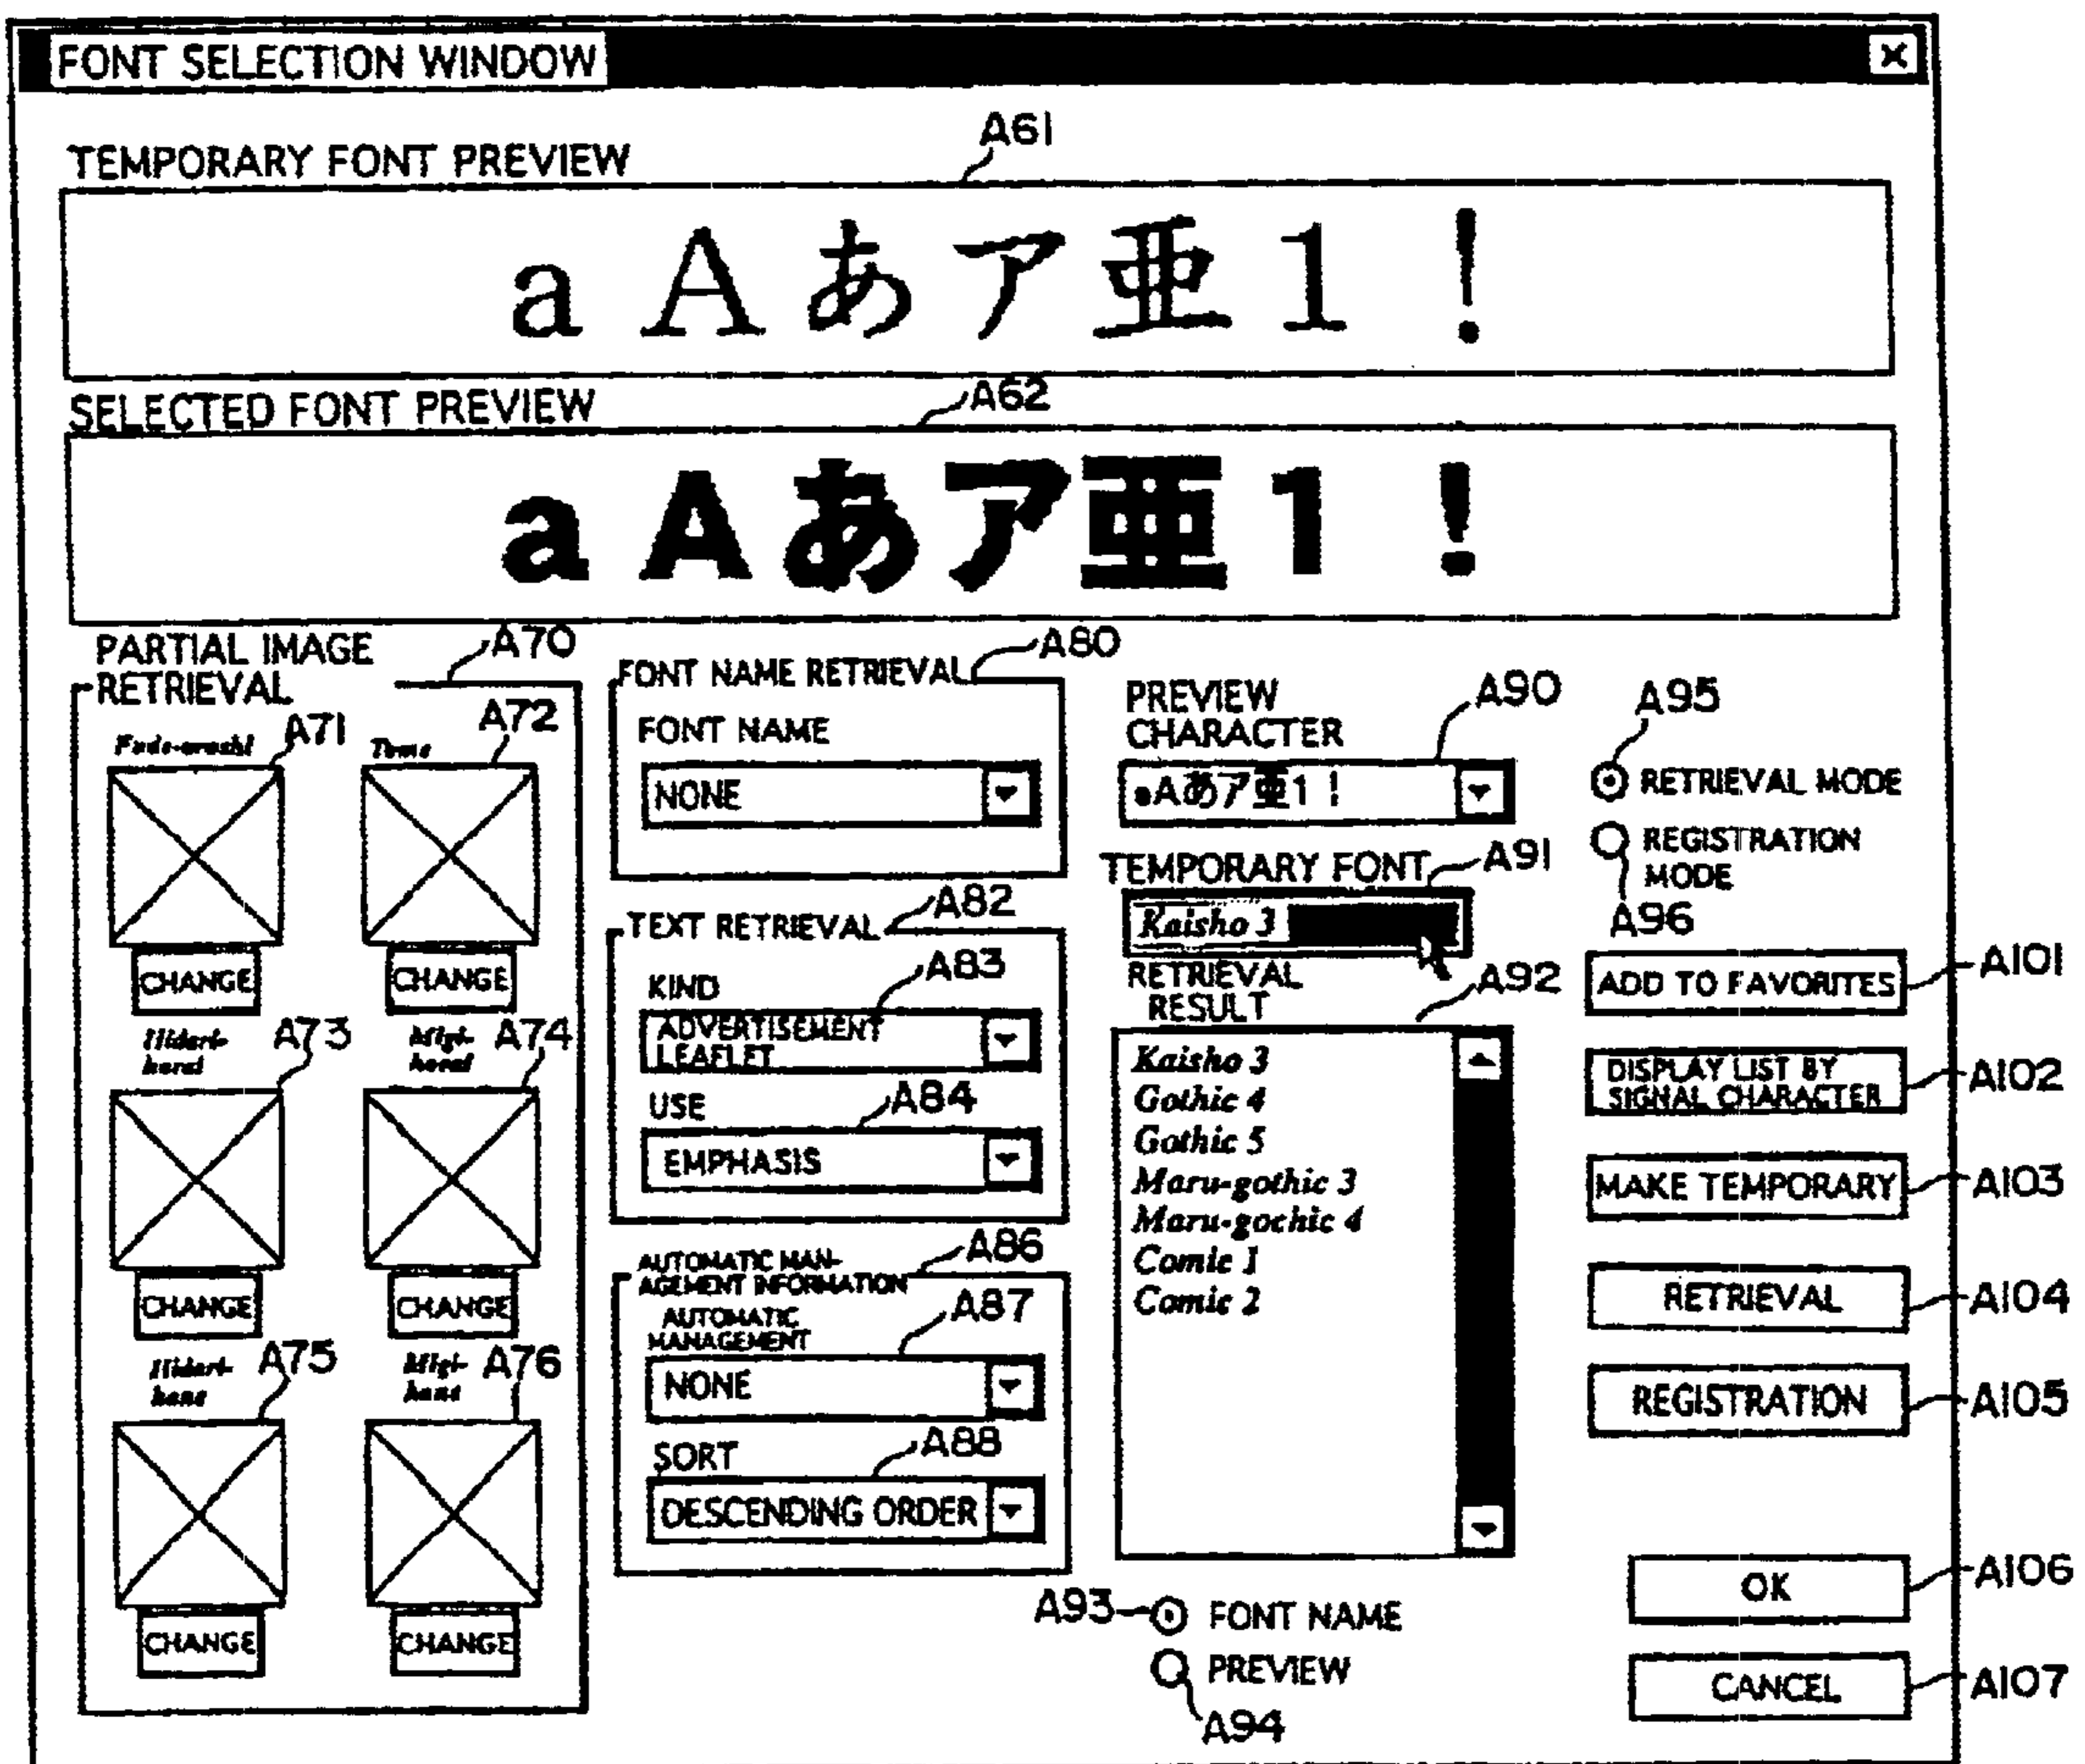 FONT SELECTION WINDOW
A61
TEMPORARY FONT PREVIEW
a A あ ア 亜 1 !
SELECTED FONT PREVIEW
A62
a A あ ア 亜 1 !
PARTIAL IMAGE
RETRIEVAL
A70
A71
Tome
A72
CHANGE
CHANGE
A73
A74
CHANGE
CHANGE
Hidari-
hane
A75
Migi-
hane
A76
CHANGE
CHANGE
FONT NAME RETRIEVAL
A80
FONT NAME
NONE
TEXT RETRIEVAL
A82
KIND
A83
ADVERTISEMENT
LEAFLET
USE
A84
EMPHASIS
AUTOMATIC MAN-
AGEMENT INFORMATION
A86
AUTOMATIC
MANAGEMENT
A87
NONE
SORT
A88
DESCENDING ORDER
PREVIEW
CHARACTER
A90
aAあア亜1!
TEMPORARY FONT
A91
Kaisho 3
RETRIEVAL
RESULT
A92
Kaisho 3
Gothic 4
Gothic 5
Maru-gothic 3
Maru-gochic 4
Comic 1
Comic 2
A93
FONT NAME
PREVIEW
A94
A95
RETRIEVAL MODE
REGISTRATION
MODE
A96
ADD TO FAVORITES
A101
DISPLAY LIST BY
SIGNAL CHARACTER
A102
MAKE TEMPORARY
A103
RETRIEVAL
A104
REGISTRATION
A105
OK
A106
CANCEL
A107